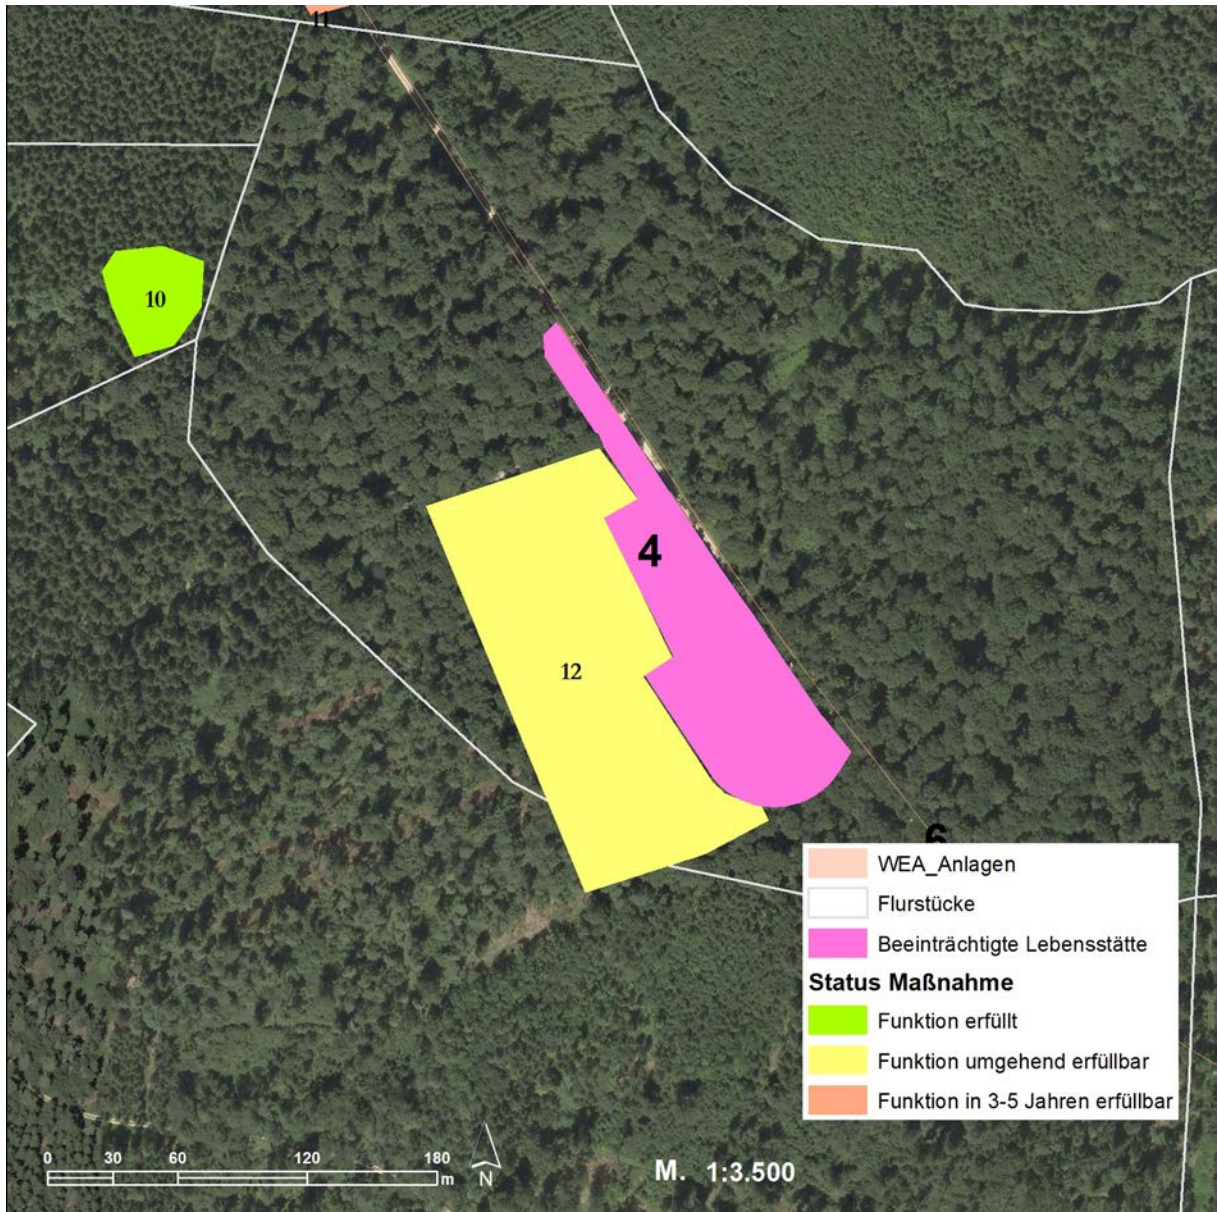 11
10
4
12
6
WEA_Anlagen
Flurstücke
Beeinträchtigte Lebensstätte
Status Maßnahme
Funktion erfüllt
Funktion umgehend erfüllbar
Funktion in 3-5 Jahren erfüllbar
0 30 60 120 180
m
N
M. 1:3.500